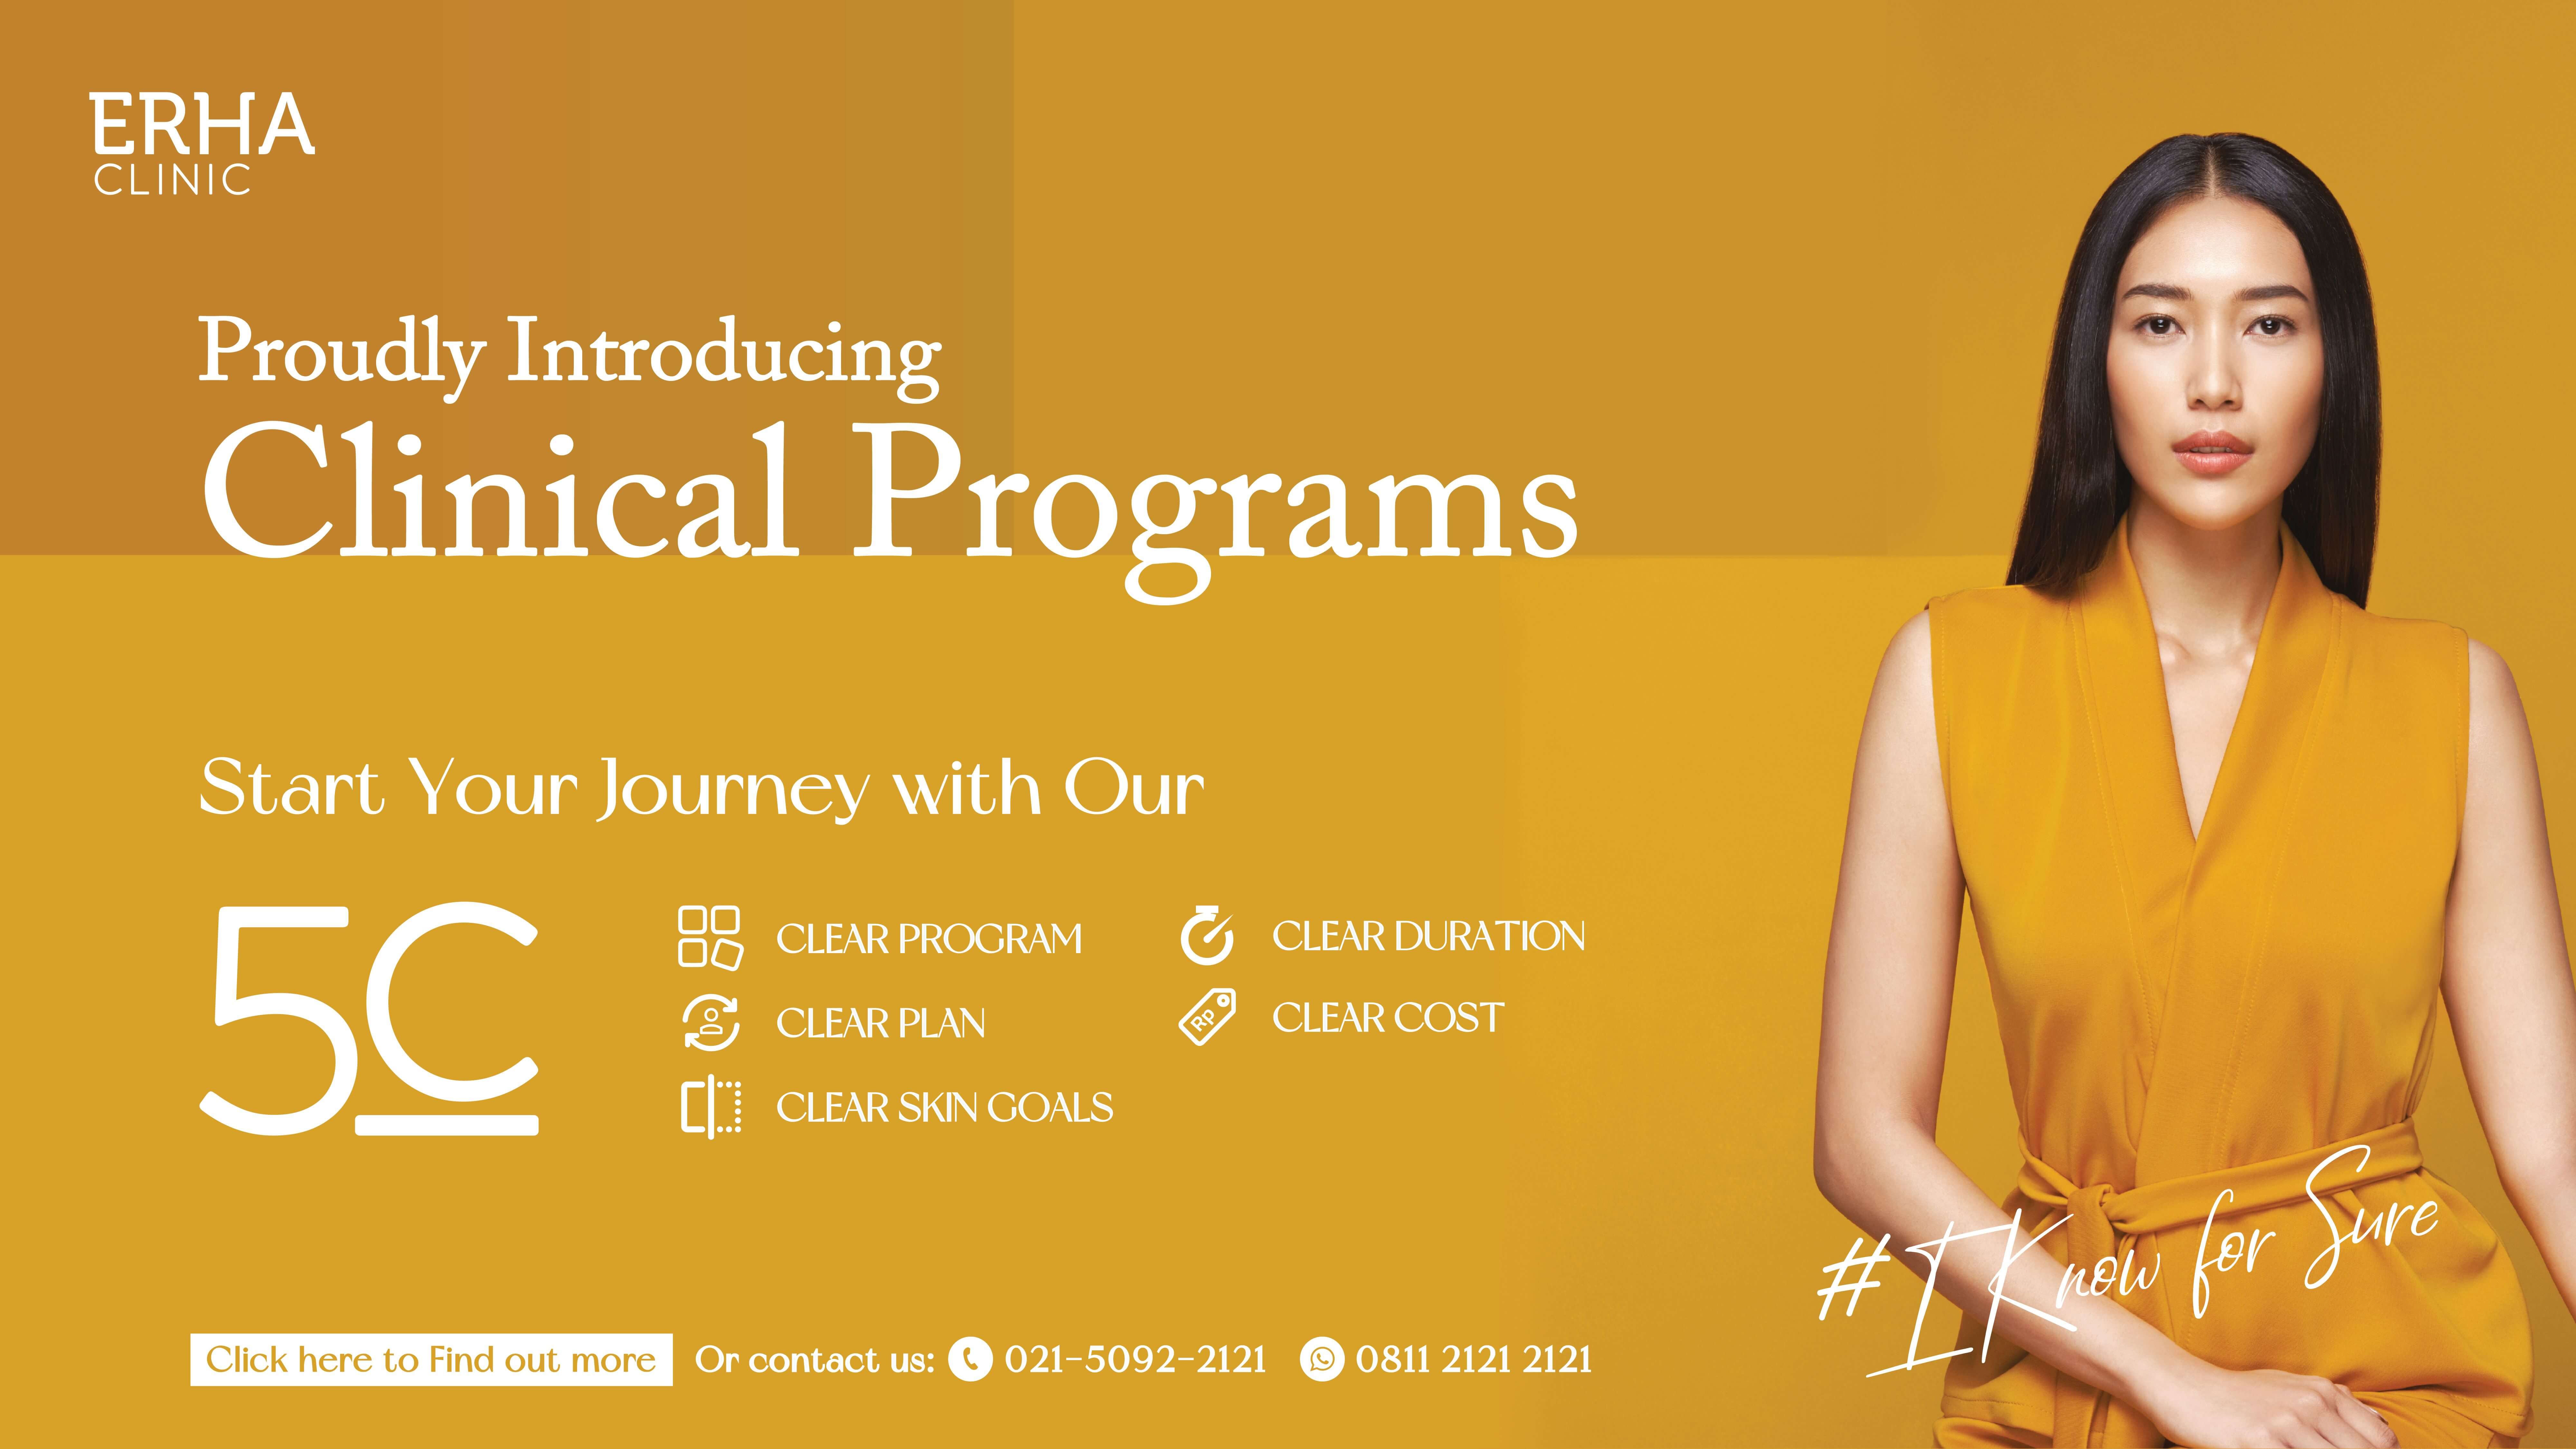 ERHA
CLINIC
Proudly Introducing
Clinical Programs
Start Your Journey with Our
5C
CLEAR PROGRAM
CLEAR PLAN
CLEAR SKIN GOALS
CLEAR DURATION
Rp
CLEAR COST
#IKnow for Sure
Click here to Find out more
Or contact us: 021-5092-2121 0811 2121 2121